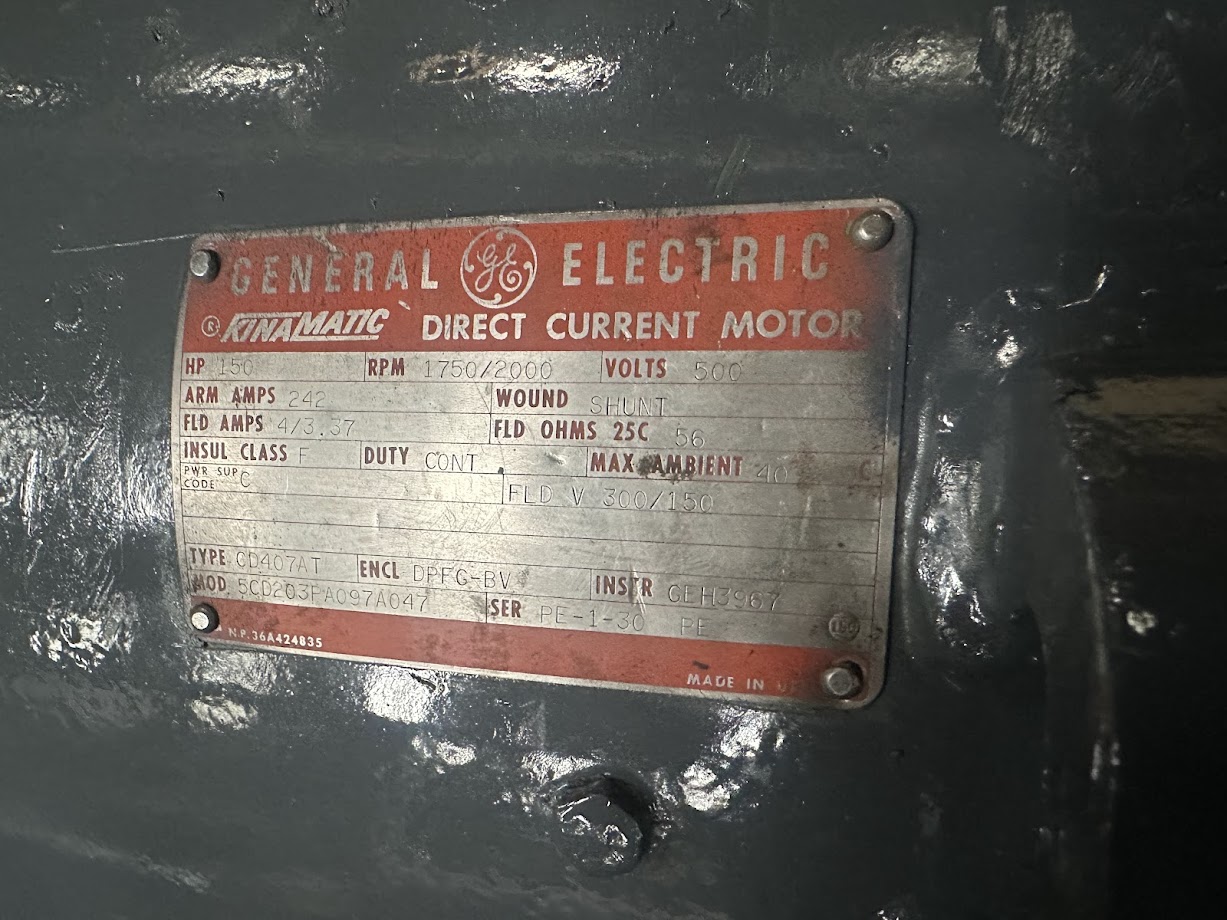 GENERAL GE ELECTRIC
® KINAMATIC DIRECT CURRENT MOTOR
HP 150 RPM 1750/2000 VOLTS 500
ARM AMPS 242 WOUND SHUNT
FLD AMPS 4/3.37 FLD OHMS 25C 56
INSUL CLASS F DUTY CONT MAX AMBIENT 40 C
PWR SUP CODE C FLD V 300/150
TYPE CD407AT ENCL DPFG-BV INSTR GEH3967
MOD 5CD203PA097A047 SER PE-1-30 PE
N.P. 36A424835
MADE IN